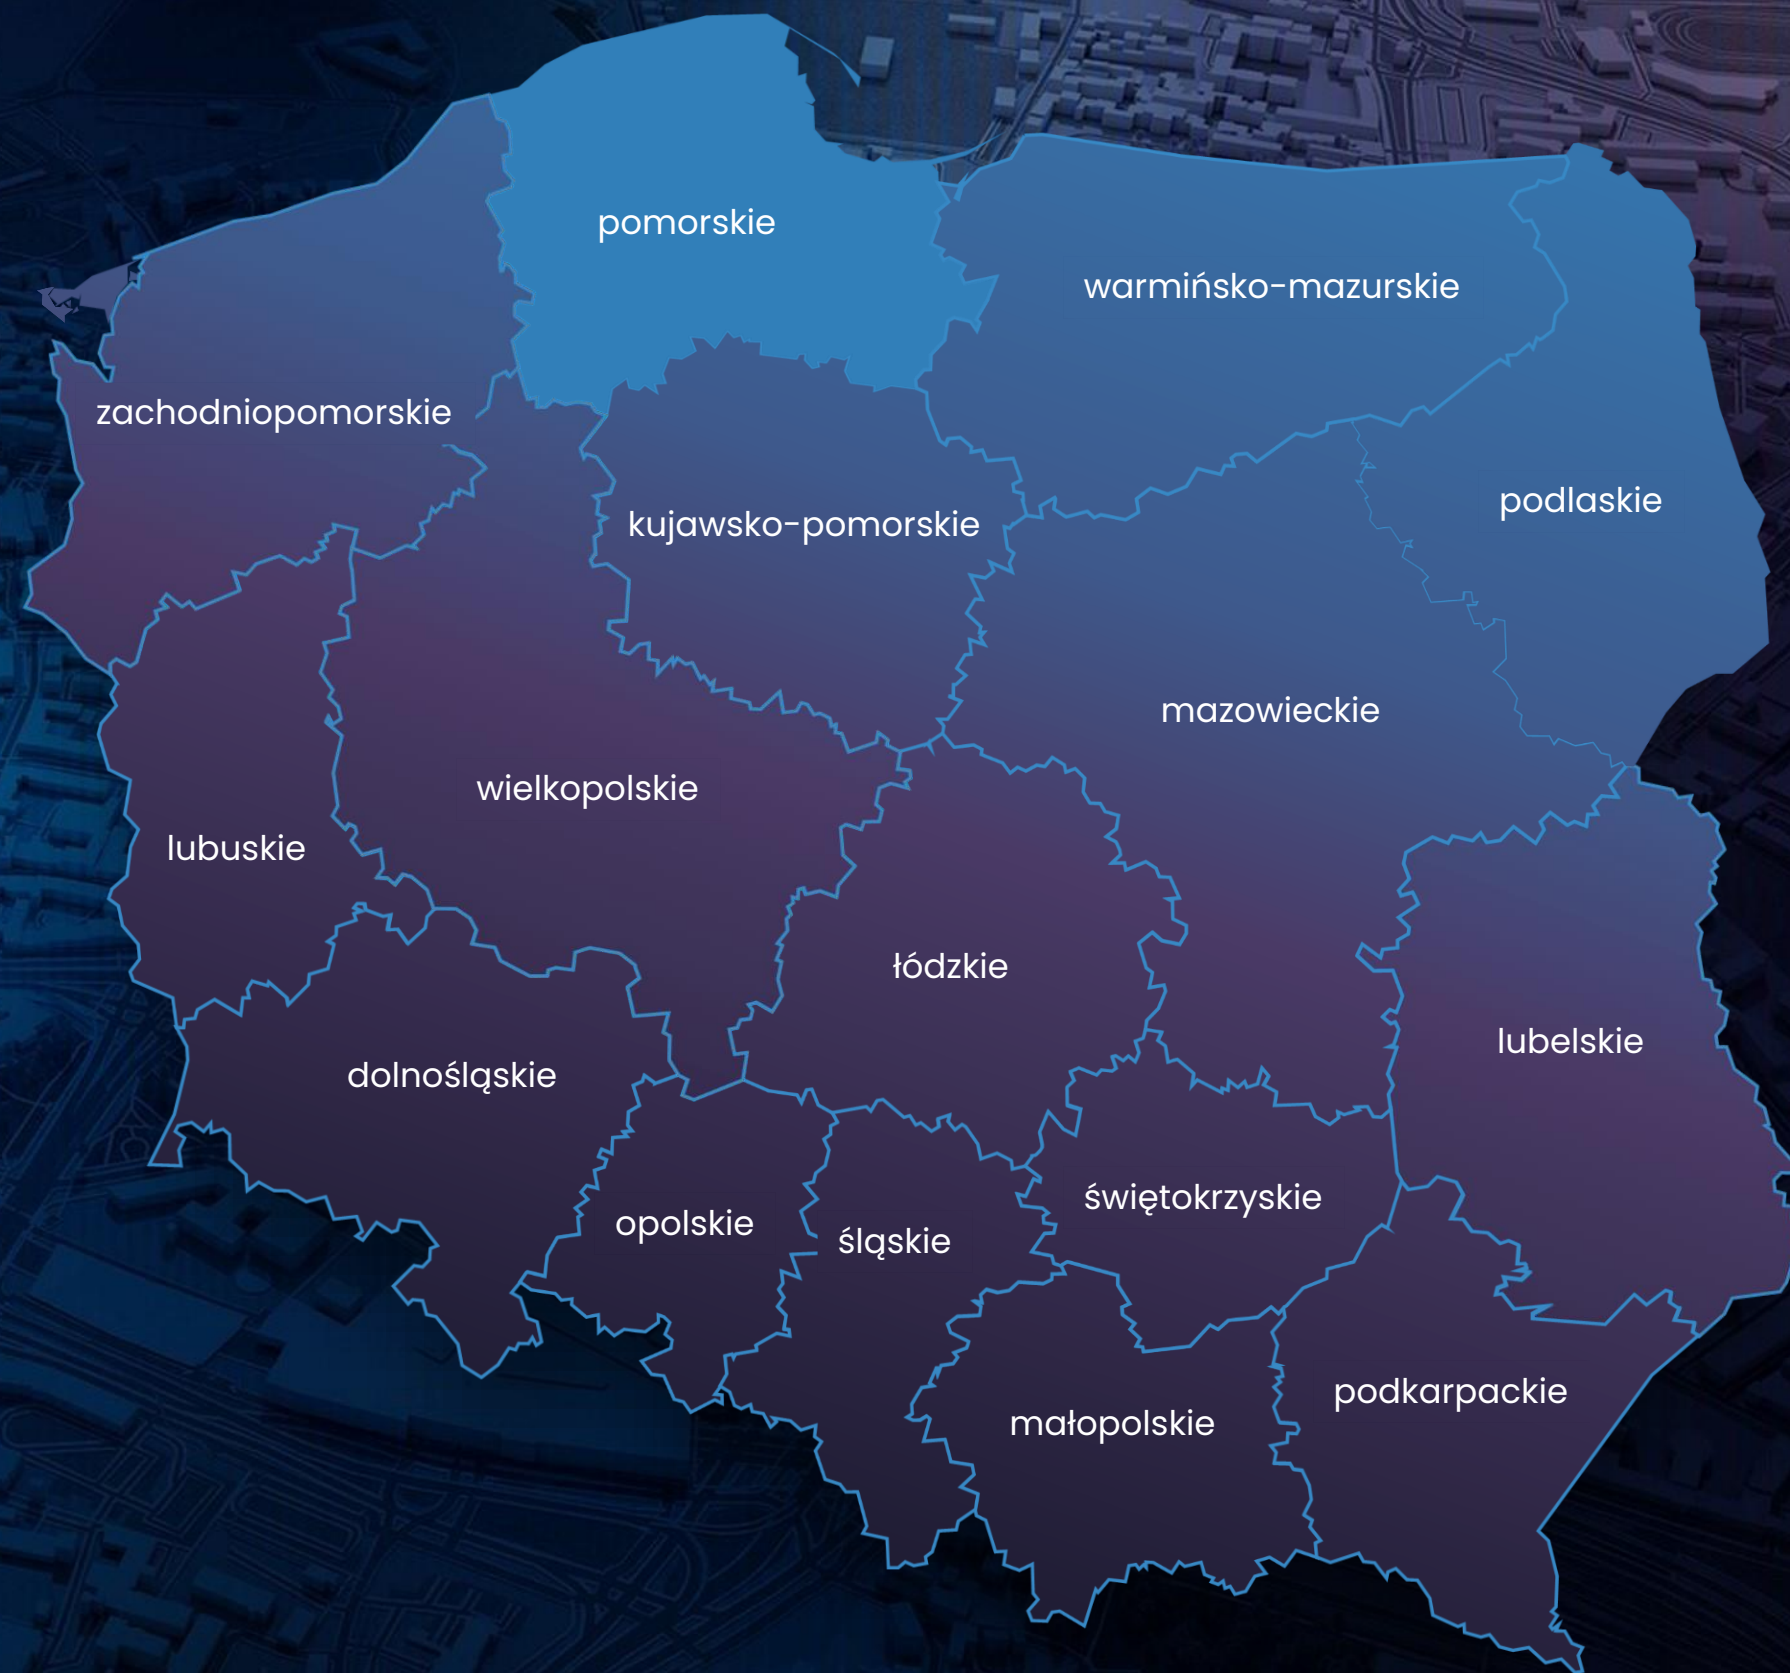 pomorskie
warmińsko-mazurskie
zachodniopomorskie
podlaskie
kujawsko-pomorskie
mazowieckie
wielkopolskie
lubuskie
łódzkie
lubelskie
dolnośląskie
świętokrzyskie
opolskie
śląskie
podkarpackie
małopolskie